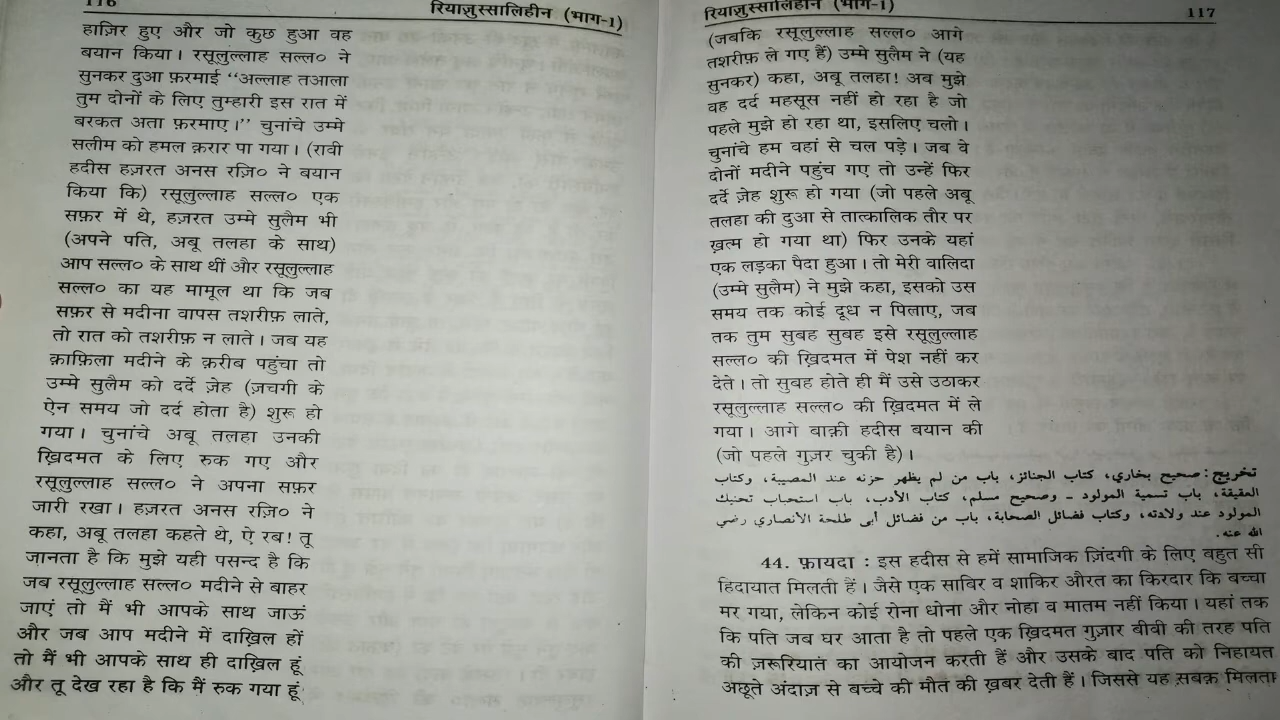 116
रियाज़ुस्सालिहीन (भाग-1)
हाज़िर हुए और जो कुछ हुआ वह
बयान किया। रसूलुल्लाह सल्ल० ने
सुनकर दुआ फ़रमाई “अल्लाह तआला
तुम दोनों के लिए तुम्हारी इस रात में
बरकत अता फ़रमाए।” चुनांचे उम्मे
सलीम को हमल क़रार पा गया। (रावी
हदीस हज़रत अनस रज़ि० ने बयान
किया कि) रसूलुल्लाह सल्ल० एक
सफ़र में थे, हज़रत उम्मे सुलैम भी
(अपने पति, अबू तलहा के साथ)
आप सल्ल० के साथ थीं और रसूलुल्लाह
सल्ल० का यह मामूल था कि जब
सफ़र से मदीना वापस तशरीफ़ लाते,
तो रात को तशरीफ़ न लाते। जब यह
क़ाफ़िला मदीने के क़रीब पहुंचा तो
उम्मे सुलैम को दर्दे ज़ेह (ज़चगी के
ऐन समय जो दर्द होता है) शुरू हो
गया। चुनांचे अबू तलहा उनकी
ख़िदमत के लिए रुक गए और
रसूलुल्लाह सल्ल० ने अपना सफ़र
जारी रखा। हज़रत अनस रज़ि० ने
कहा, अबू तलहा कहते थे, ऐ रब! तू
जानता है कि मुझे यही पसन्द है कि
जब रसूलुल्लाह सल्ल० मदीने से बाहर
जाएं तो मैं भी आपके साथ जाऊं
और जब आप मदीने में दाख़िल हों
तो मैं भी आपके साथ ही दाख़िल हूं
और तू देख रहा है कि मैं रुक गया हूं
रियाज़ुस्सालिहीन (भाग-1)
117
(जबकि रसूलुल्लाह सल्ल० आगे
तशरीफ़ ले गए हैं) उम्मे सुलैम ने (यह
सुनकर) कहा, अबू तलहा! अब मुझे
वह दर्द महसूस नहीं हो रहा है जो
पहले मुझे हो रहा था, इसलिए चलो।
चुनांचे हम वहां से चल पड़े। जब वे
दोनों मदीने पहुंच गए तो उन्हें फिर
दर्दे ज़ेह शुरू हो गया (जो पहले अबू
तलहा की दुआ से तात्कालिक तौर पर
ख़त्म हो गया था) फिर उनके यहां
एक लड़का पैदा हुआ। तो मेरी वालिदा
(उम्मे सुलैम) ने मुझे कहा, इसको उस
समय तक कोई दूध न पिलाए, जब
तक तुम सुबह सुबह इसे रसूलुल्लाह
सल्ल० की ख़िदमत में पेश नहीं कर
देते। तो सुबह होते ही मैं उसे उठाकर
रसूलुल्लाह सल्ल० की ख़िदमत में ले
गया। आगे बाक़ी हदीस बयान की
(जो पहले गुज़र चुकी है)।
تخريج: صحيح بخاري، كتاب الجنائز، باب من لم يظهر حزنه عند المصيبة، وكتاب
العقيقة، باب تسمية المولود ـ وصحيح مسلم، كتاب الأدب، باب استحباب تحنيك
المولود عند ولادته، وكتاب فضائل الصحابة، باب من فضائل أبي طلحة الأنصاري رضي
الله عنه.
44. फ़ायदा : इस हदीस से हमें सामाजिक ज़िंदगी के लिए बहुत सी
हिदायात मिलती हैं। जैसे एक साबिर व शाकिर औरत का किरदार कि बच्चा
मर गया, लेकिन कोई रोना धोना और नोहा व मातम नहीं किया। यहां तक
कि पति जब घर आता है तो पहले एक ख़िदमत गुज़ार बीवी की तरह पति
की ज़रूरियात का आयोजन करती हैं और उसके बाद पति को निहायत
अछूते अंदाज़ से बच्चे की मौत की ख़बर देती हैं। जिससे यह सबक़ मिलता